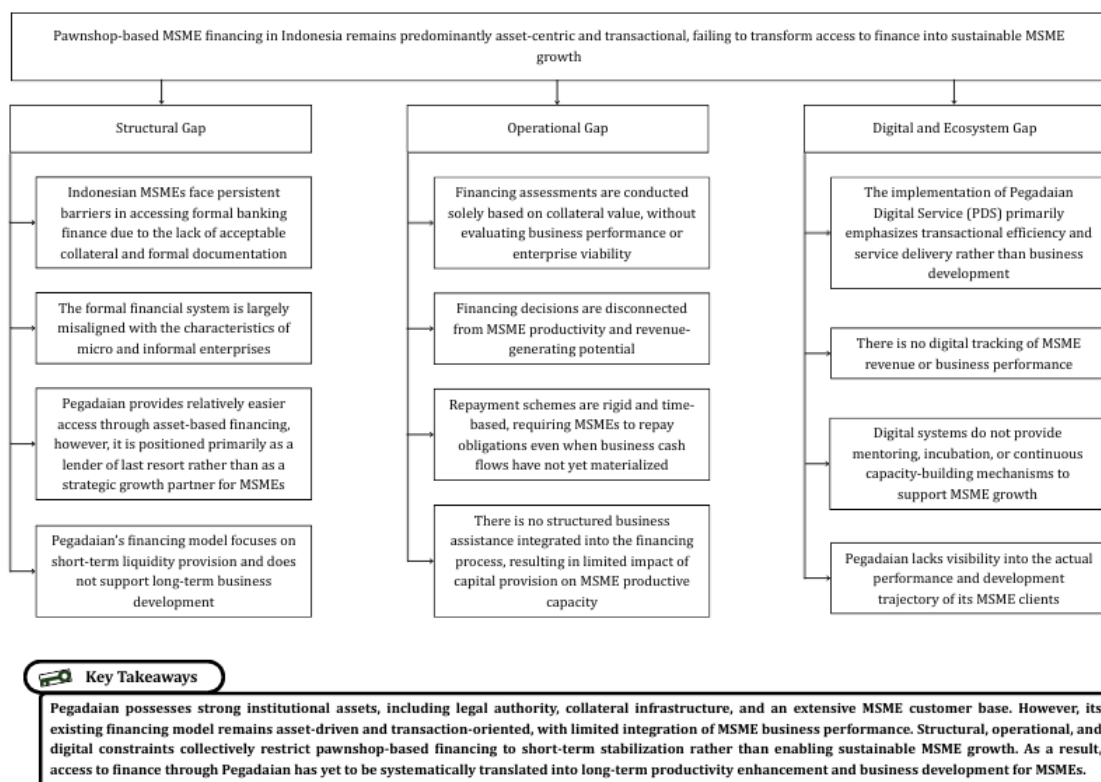 Pawnshop-based MSME financing in Indonesia remains predominantly asset-centric and transactional, failing to transform access to finance into sustainable MSME
growth
Structural Gap
Indonesian MSMEs face persistent
barriers in accessing formal banking
finance due to the lack of acceptable
collateral and formal documentation
The formal financial system is largely
misaligned with the characteristics of
micro and informal enterprises
Pegadaian provides relatively easier
access through asset-based financing,
however, it is positioned primarily as a
lender of last resort rather than as a
strategic growth partner for MSMEs
Pegadaian's financing model focuses on
short-term liquidity provision and does
not support long-term business
development
Operational Gap
Financing assessments are conducted
solely based on collateral value, without
evaluating business performance or
enterprise viability
Financing decisions are disconnected
from MSME productivity and revenue-
generating potential
Repayment schemes are rigid and time-
based, requiring MSMEs to repay
obligations even when business cash
flows have not yet materialized
There is no structured business
assistance integrated into the financing
process, resulting in limited impact of
capital provision on MSME productive
capacity
Digital and Ecosystem Gap
The implementation of Pegadaian
Digital Service (PDS) primarily
emphasizes transactional efficiency and
service delivery rather than business
development
There is no digital tracking of MSME
revenue or business performance
Digital systems do not provide
mentoring, incubation, or continuous
capacity-building mechanisms to
support MSME growth
Pegadaian lacks visibility into the actual
performance and development
trajectory of its MSME clients
Key Takeaways
Pegadaian possesses strong institutional assets, including legal authority, collateral infrastructure, and an extensive MSME customer base. However, its
existing financing model remains asset-driven and transaction-oriented, with limited integration of MSME business performance. Structural, operational, and
digital constraints collectively restrict pawnshop-based financing to short-term stabilization rather than enabling sustainable MSME growth. As a result,
access to finance through Pegadaian has yet to be systematically translated into long-term productivity enhancement and business development for MSMEs.